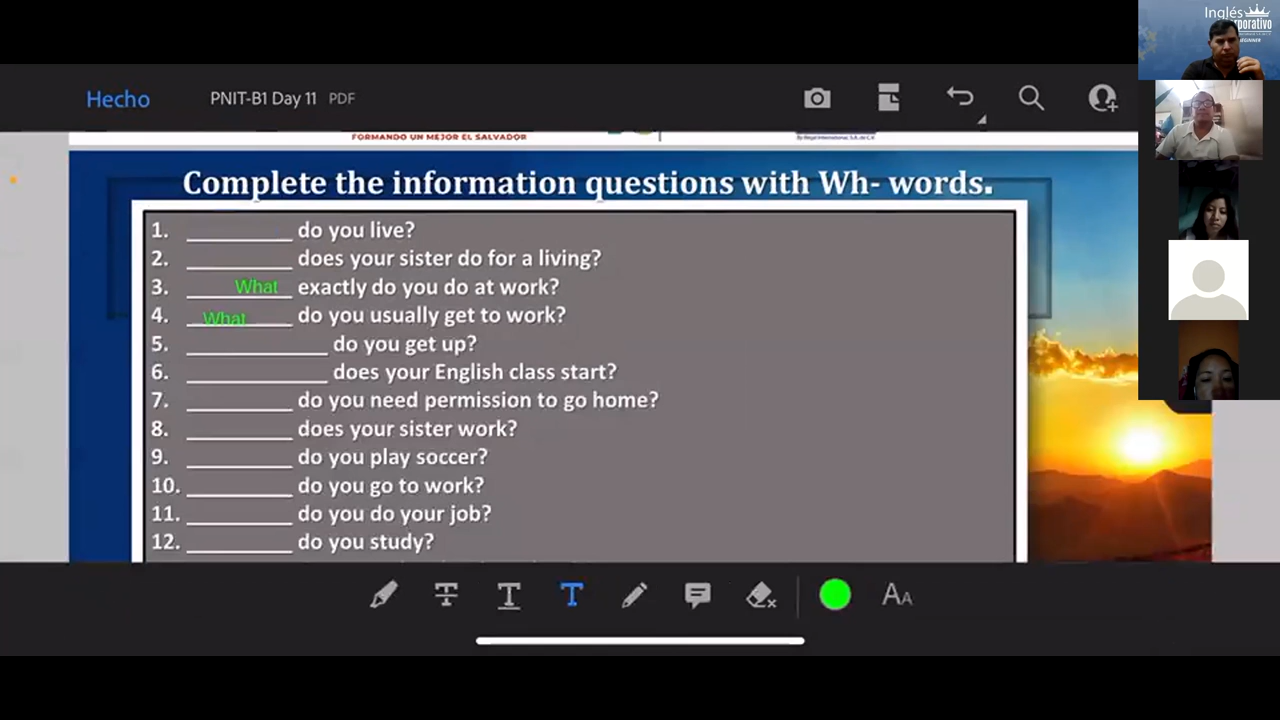 Inglés
porativo
Hecho
PNIT-B1 Day 11 PDF
FORMANDO UN MEJOR EL SALVADOR
Complete the information questions with Wh- words.
1. __________ do you live?
2. __________ does your sister do for a living?
3. What exactly do you do at work?
4. What do you usually get to work?
5. __________ do you get up?
6. __________ does your English class start?
7. __________ do you need permission to go home?
8. __________ does your sister work?
9. __________ do you play soccer?
10. __________ do you go to work?
11. __________ do you do your job?
12. __________ do you study?
T T T AA